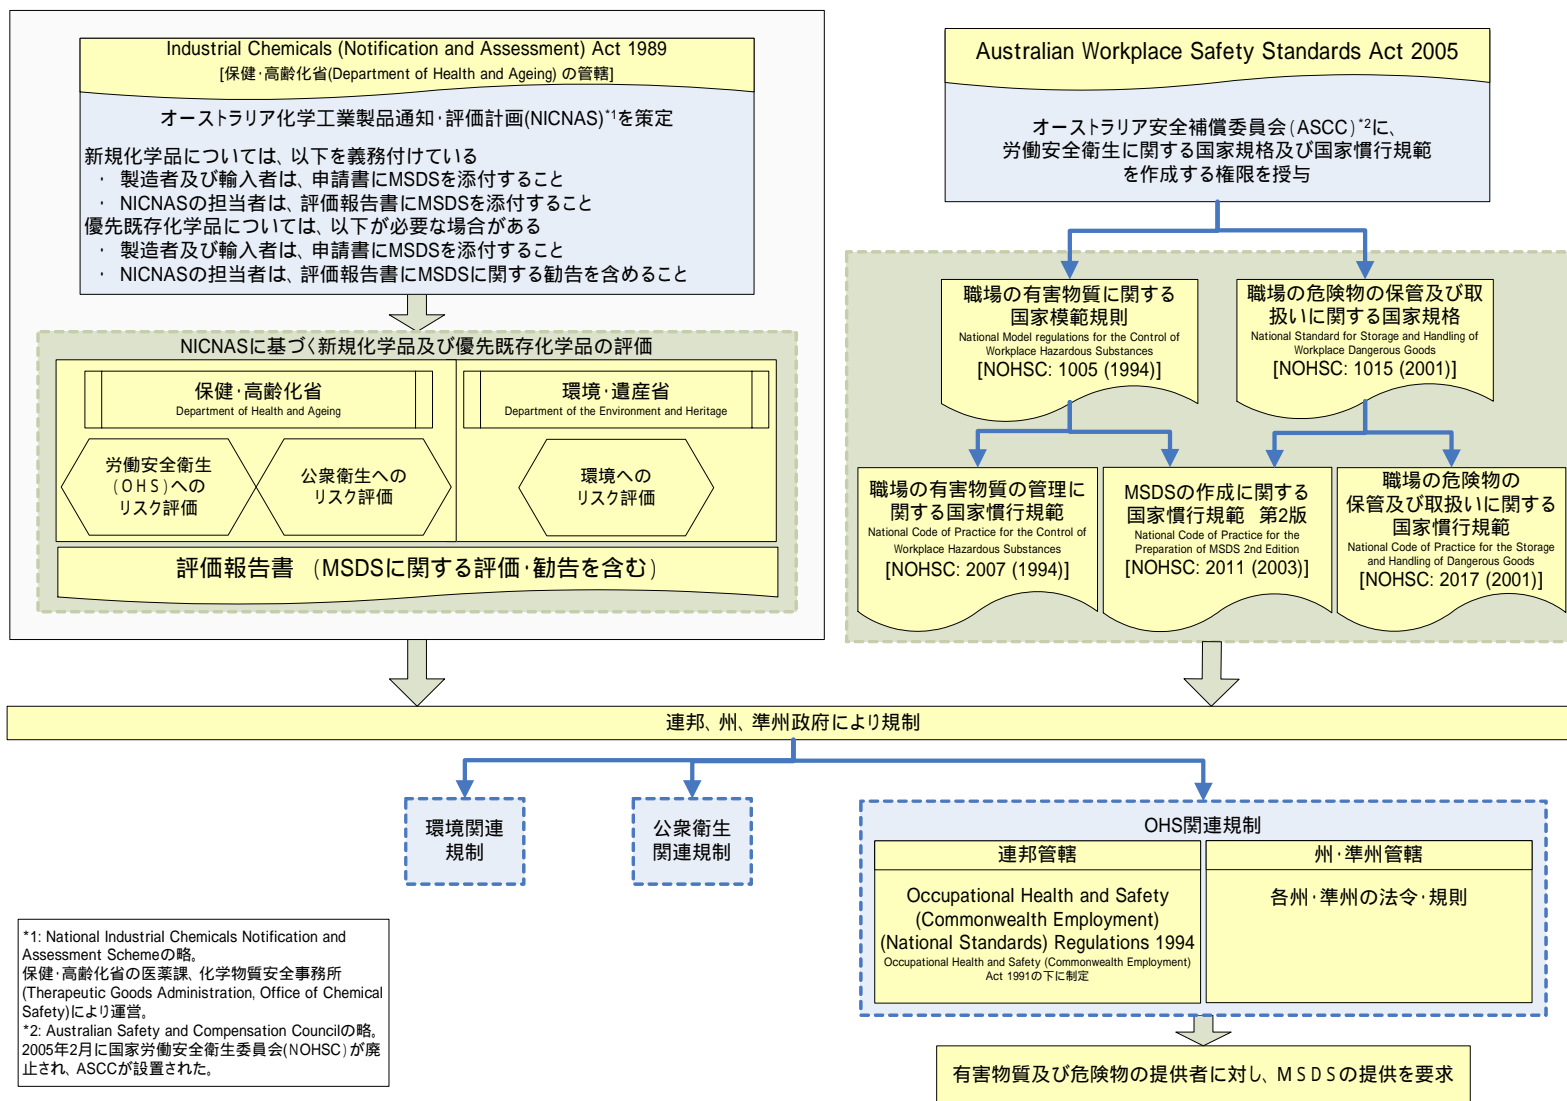 Industrial Chemicals (Notification and Assessment) Act 1989
[保健・高齢化省(Department of Health and Ageing) の管轄]
オーストラリア化学工業製品通知・評価計画(NICNAS)*1を策定
新規化学品については、以下を義務付けている
・ 製造者及び輸入者は、申請書にMSDSを添付すること
・ NICNASの担当者は、評価報告書にMSDSを添付すること
優先既存化学品については、以下が必要な場合がある
・ 製造者及び輸入者は、申請書にMSDSを添付すること
・ NICNASの担当者は、評価報告書にMSDSに関する勧告を含めること
NICNASに基づく新規化学品及び優先既存化学品の評価
保健・高齢化省
Department of Health and Ageing
環境・遺産省
Department of the Environment and Heritage
労働安全衛生
(OHS)への
リスク評価
公衆衛生への
リスク評価
環境への
リスク評価
評価報告書 (MSDSに関する評価・勧告を含む)
Australian Workplace Safety Standards Act 2005
オーストラリア安全補償委員会(ASCC)*2に、
労働安全衛生に関する国家規格及び国家慣行規範
を作成する権限を授与
職場の有害物質に関する
国家模範規則
National Model regulations for the Control of
Workplace Hazardous Substances
[NOHSC: 1005 (1994)]
職場の危険物の保管及び取
扱いに関する国家規格
National Standard for Storage and Handling of
Workplace Dangerous Goods
[NOHSC: 1015 (2001)]
職場の有害物質の管理に
関する国家慣行規範
National Code of Practice for the Control of
Workplace Hazardous Substances
[NOHSC: 2007 (1994)]
MSDSの作成に関する
国家慣行規範 第2版
National Code of Practice for the
Preparation of MSDS 2nd Edition
[NOHSC: 2011 (2003)]
職場の危険物の
保管及び取扱いに関する
国家慣行規範
National Code of Practice for the Storage
and Handling of Dangerous Goods
[NOHSC: 2017 (2001)]
連邦、州、準州政府により規制
環境関連
規制
公衆衛生
関連規制
OHS関連規制
連邦管轄
Occupational Health and Safety
(Commonwealth Employment)
(National Standards) Regulations 1994
Occupational Health and Safety (Commonwealth Employment)
Act 1991の下に制定
州・準州管轄
各州・準州の法令・規則
有害物質及び危険物の提供者に対し、MSDSの提供を要求
*1: National Industrial Chemicals Notification and
Assessment Schemeの略。
保健・高齢化省の医薬課、化学物質安全事務所
(Therapeutic Goods Administration, Office of Chemical
Safety)により運営。
*2: Australian Safety and Compensation Councilの略。
2005年2月に国家労働安全衛生委員会(NOHSC)が廃
止され、ASCCが設置された。